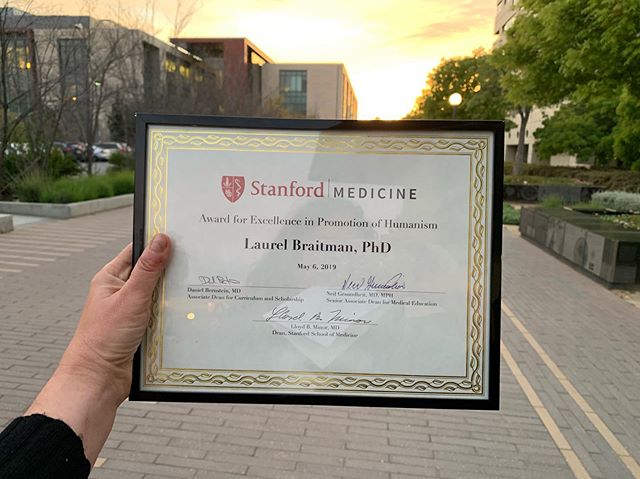 Stanford MEDICINE
Award for Excellence in Promotion of Humanism
Laurel Braitman, PhD
May 6, 2019
Daniel Bernstein, MD
Associate Dean for Curriculum and Scholarship
Neil Gesundheit, MD, MPH
Senior Associate Dean for Medical Education
Lloyd B. Minor
Lloyd B. Minor, MD
Dean, Stanford School of Medicine